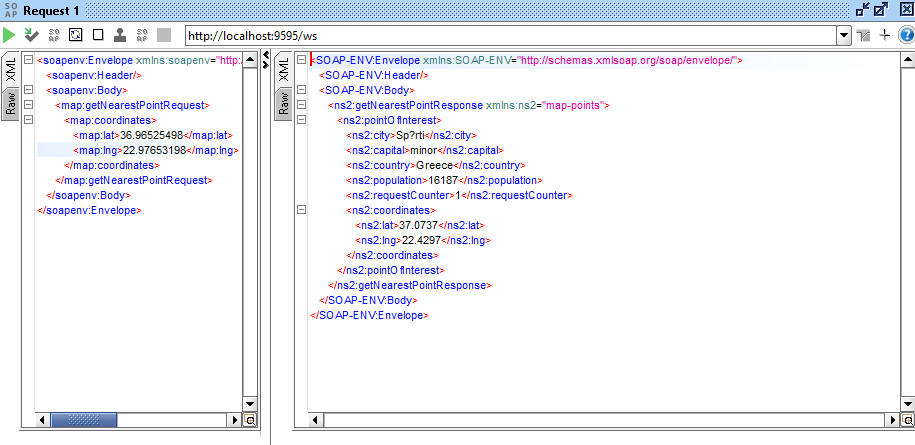 SO
AP
Request 1
SO
AP
SO
AP
http://localhost:9595/ws
XML
Raw
<soapenv:Envelope xmlns:soapenv="http:
<soapenv:Header/>
<soapenv:Body>
<map:getNearestPointRequest>
<map:coordinates>
<map:lat>36.96525498</map:lat>
<map:lng>22.97653198</map:lng>
</map:coordinates>
</map:getNearestPointRequest>
</soapenv:Body>
</soapenv:Envelope>
XML
Raw
<SOAP-ENV:Envelope xmlns:SOAP-ENV="http://schemas.xmlsoap.org/soap/envelope/">
<SOAP-ENV:Header/>
<SOAP-ENV:Body>
<ns2:getNearestPointResponse xmlns:ns2="map-points">
<ns2:pointOfInterest>
<ns2:city>Sp?rti</ns2:city>
<ns2:capital>minor</ns2:capital>
<ns2:country>Greece</ns2:country>
<ns2:population>16187</ns2:population>
<ns2:requestCounter>1</ns2:requestCounter>
<ns2:coordinates>
<ns2:lat>37.0737</ns2:lat>
<ns2:lng>22.4297</ns2:lng>
</ns2:coordinates>
</ns2:pointOfInterest>
</ns2:getNearestPointResponse>
</SOAP-ENV:Body>
</SOAP-ENV:Envelope>